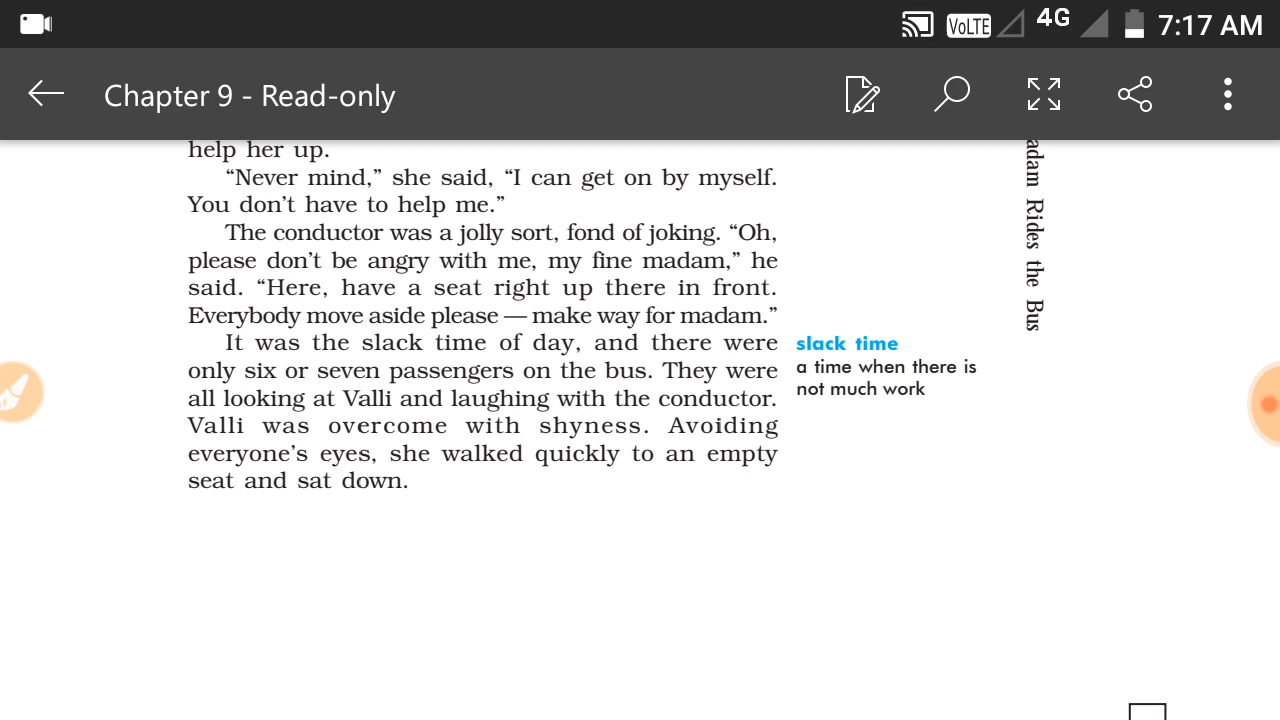 VoLTE 4G 7:17 AM
Chapter 9 - Read-only
help her up.
“Never mind,” she said, “I can get on by myself.
You don’t have to help me.”
The conductor was a jolly sort, fond of joking. “Oh,
please don’t be angry with me, my fine madam,” he
said. “Here, have a seat right up there in front.
Everybody move aside please — make way for madam.”
It was the slack time of day, and there were
only six or seven passengers on the bus. They were
all looking at Valli and laughing with the conductor.
Valli was overcome with shyness. Avoiding
everyone’s eyes, she walked quickly to an empty
seat and sat down.
slack time
a time when there is
not much work
adam Rides the Bus